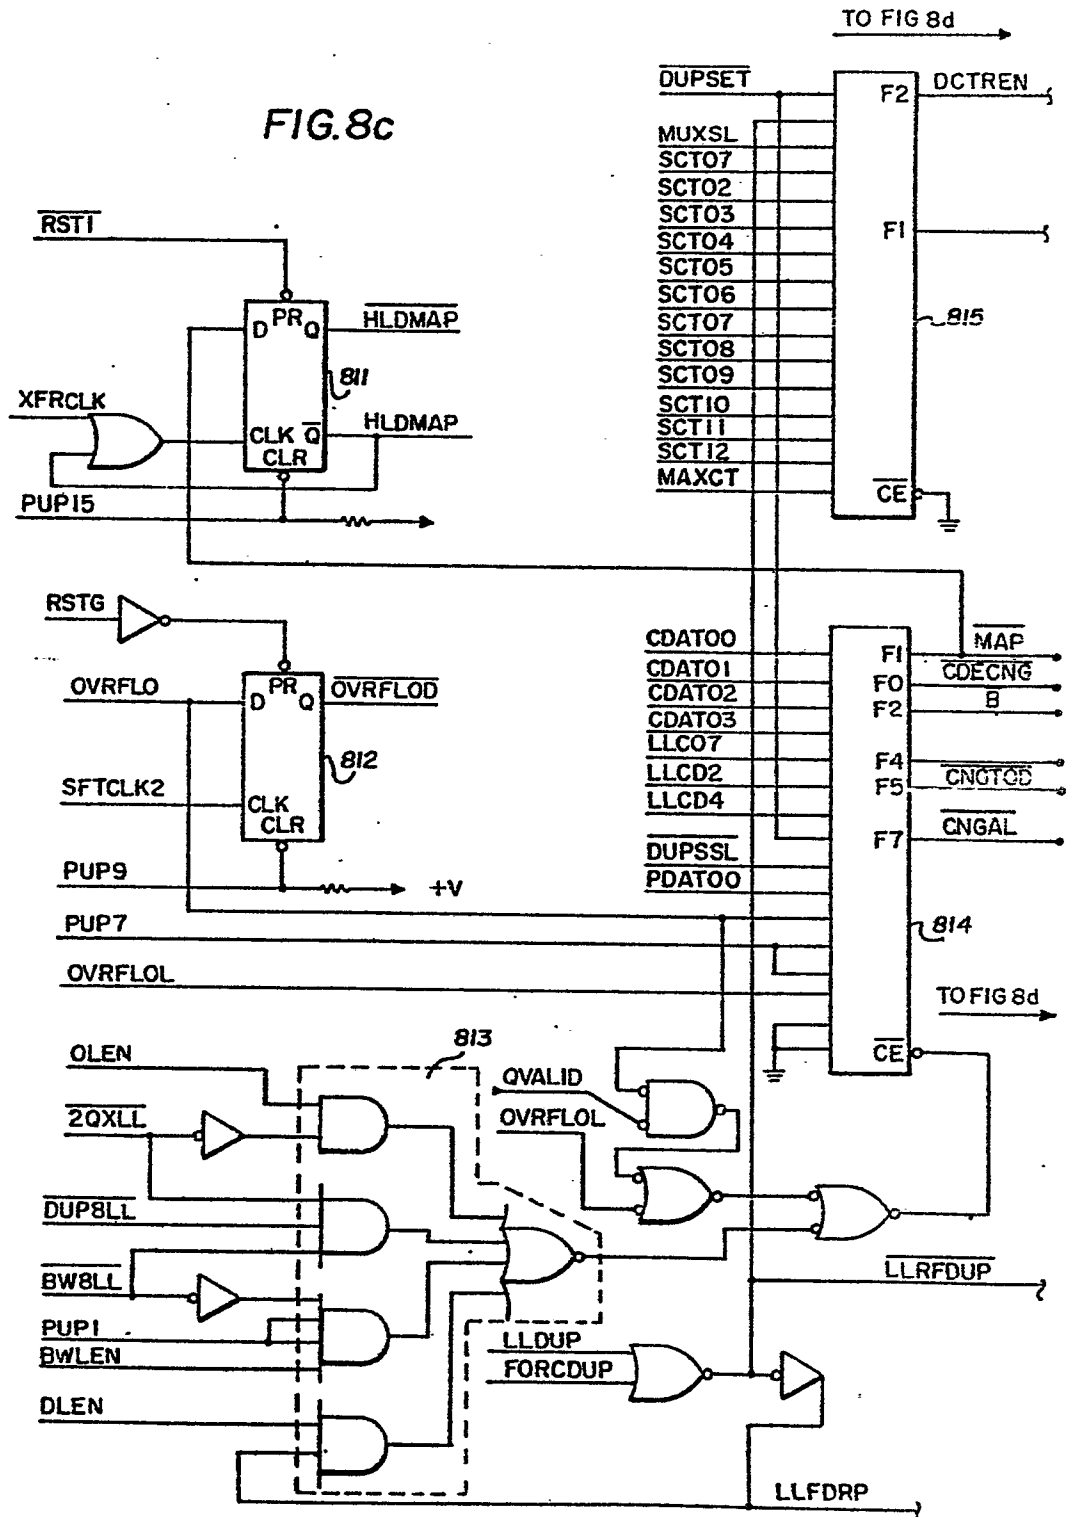 TO FIG 8d
FIG. 8c
DUPSET
F2
DCTREN
MUXSL
SCT07
SCT02
SCT03
F1
SCT04
SCT05
SCT06
815
SCT07
SCT08
SCT09
SCT10
SCT11
SCT12
MAXCT
CE
RST1
PR
D
Q
HLDMAP
811
XFRCLK
CLK
Q
HLDMAP
CLR
PUP15
RSTG
PR
OVRFLO
D
Q
OVRFLOD
812
SFTCLK2
CLK
CLR
PUP9
+V
PUP7
OVRFLOL
CDAT00
F1
MAP
CDAT01
F0
CDECNG
CDAT02
F2
B
CDAT03
LLC07
F4
LLCD2
F5
CNGTOD
LLCD4
F7
CNGAL
DUPSSL
PDAT00
814
TO FIG 8d
CE
813
OLEN
QVALID
2QXLL
OVRFLOL
DUP8LL
BW8LL
LLRFDUP
PUP1
BWLEN
LLDUP
FORCDUP
DLEN
LLFDRP